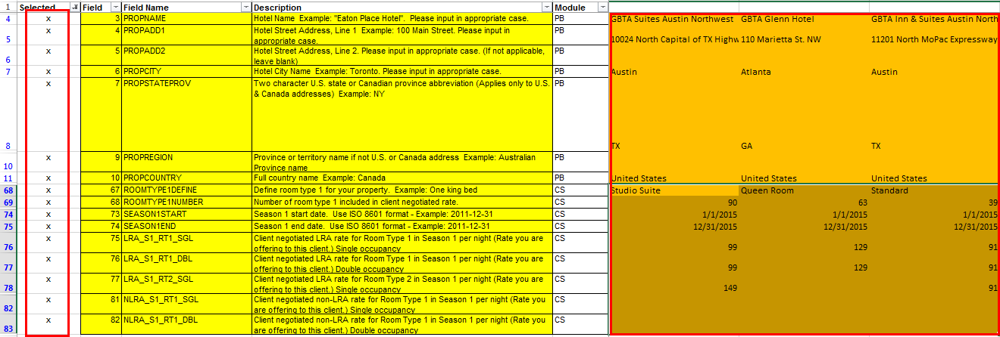 1 Selected Field Field Name Description Module
4 x 3 PROPNAME Hotel Name Example: "Eaton Place Hotel". Please input in appropriate case. PB GBTA Suites Austin Northwest GBTA Glenn Hotel GBTA Inn & Suites Austin North
x 4 PROPADD1 Hotel Street Address, Line 1 Example: 100 Main Street. Please input in PB
5 appropriate case. 10024 North Capital of TX Highw 110 Marietta St. NW 11201 North MoPac Expressway
x 5 PROPADD2 Hotel Street Address, Line 2. Please input in appropriate case. (If not applicable, PB
6 leave blank)
7 x 6 PROPCITY Hotel City Name Example: Toronto. Please input in appropriate case. PB Austin Atlanta Austin
x 7 PROPSTATEPROV Two character U.S. state or Canadian province abbreviation (Applies only to U.S. PB
& Canada addresses) Example: NY
8 TX GA TX
x 9 PROPREGION Province or territory name if not U.S. or Canada address Example: Australian PB
10 Province name
11 x 10 PROPCOUNTRY Full country name Example: Canada PB United States United States United States
68 x 67 ROOMTYPE1DEFINE Define room type 1 for your property. Example: One king bed CS Studio Suite Queen Room Standard
69 x 68 ROOMTYPE1NUMBER Number of room type 1 included in client negotiated rate. CS 90 63 39
74 x 73 SEASON1START Season 1 start date. Use ISO 8601 format - Example: 2011-12-31 CS 1/1/2015 1/1/2015 1/1/2015
75 x 74 SEASON1END Season 1 end date. Use ISO 8601 format - Example: 2011-12-31 CS 12/31/2015 12/31/2015 12/31/2015
x 75 LRA_S1_RT1_SGL Client negotiated LRA rate for Room Type 1 in Season 1 per night (Rate you are CS
76 offering to this client.) Single occupancy 99 129 91
x 76 LRA_S1_RT1_DBL Client negotiated LRA rate for Room Type 1 in Season 1 per night (Rate you are CS
77 offering to this client.) Double occupancy 99 129 91
x 77 LRA_S1_RT2_SGL Client negotiated LRA rate for Room Type 2 in Season 1 per night (Rate you are CS
78 offering to this client.) Single occupancy 149 91
x 81 NLRA_S1_RT1_SGL Client negotiated non-LRA rate for Room Type 1 in Season 1 per night (Rate you CS
82 are offering to this client.) Single occupancy
x 82 NLRA_S1_RT1_DBL Client negotiated non-LRA rate for Room Type 1 in Season 1 per night (Rate you CS
83 are offering to this client.) Double occupancy